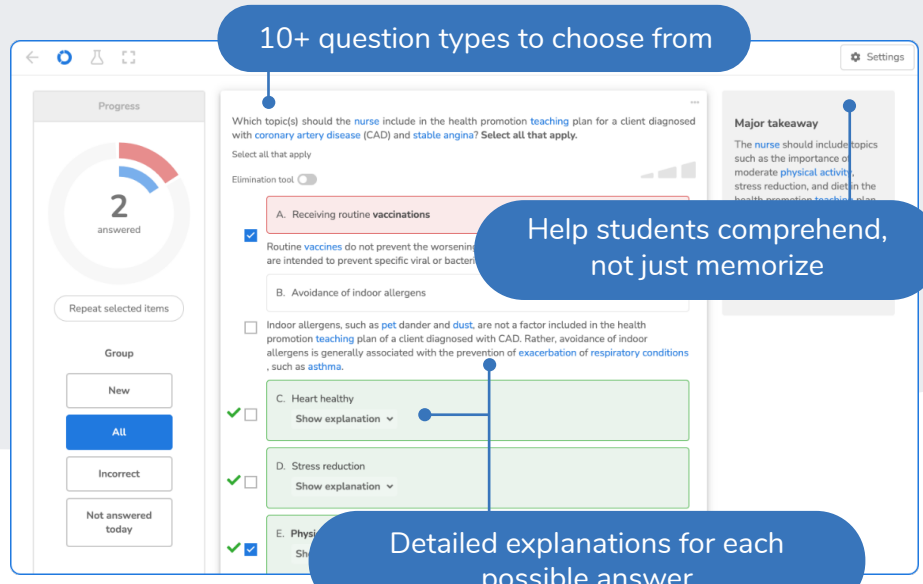 10+ question types to choose from
Settings
Progress
2
answered
Repeat selected items
Group
New
All
Incorrect
Not answered
today
Which topic(s) should the nurse include in the health promotion teaching plan for a client diagnosed
with coronary artery disease (CAD) and stable angina? Select all that apply.
Select all that apply
Elimination tool
A. Receiving routine vaccinations
Routine vaccines do not prevent the worsening
are intended to prevent specific viral or
B. Avoidance of indoor allergens
Indoor allergens, such as pet dander and dust, are not a factor included in the health
promotion teaching plan of a client diagnosed with CAD. Rather, avoidance of indoor
allergens is generally associated with the prevention of exacerbation of respiratory conditions
, such as asthma.
C. Heart healthy
Show explanation
D. Stress reduction
Show explanation
E.
Major takeaway
The nurse should include topics
such as the importance of
moderate physical activity,
stress reduction, and diet in the
health promotion teaching plan
Help students comprehend,
not just memorize
Detailed explanations for each
possible answer